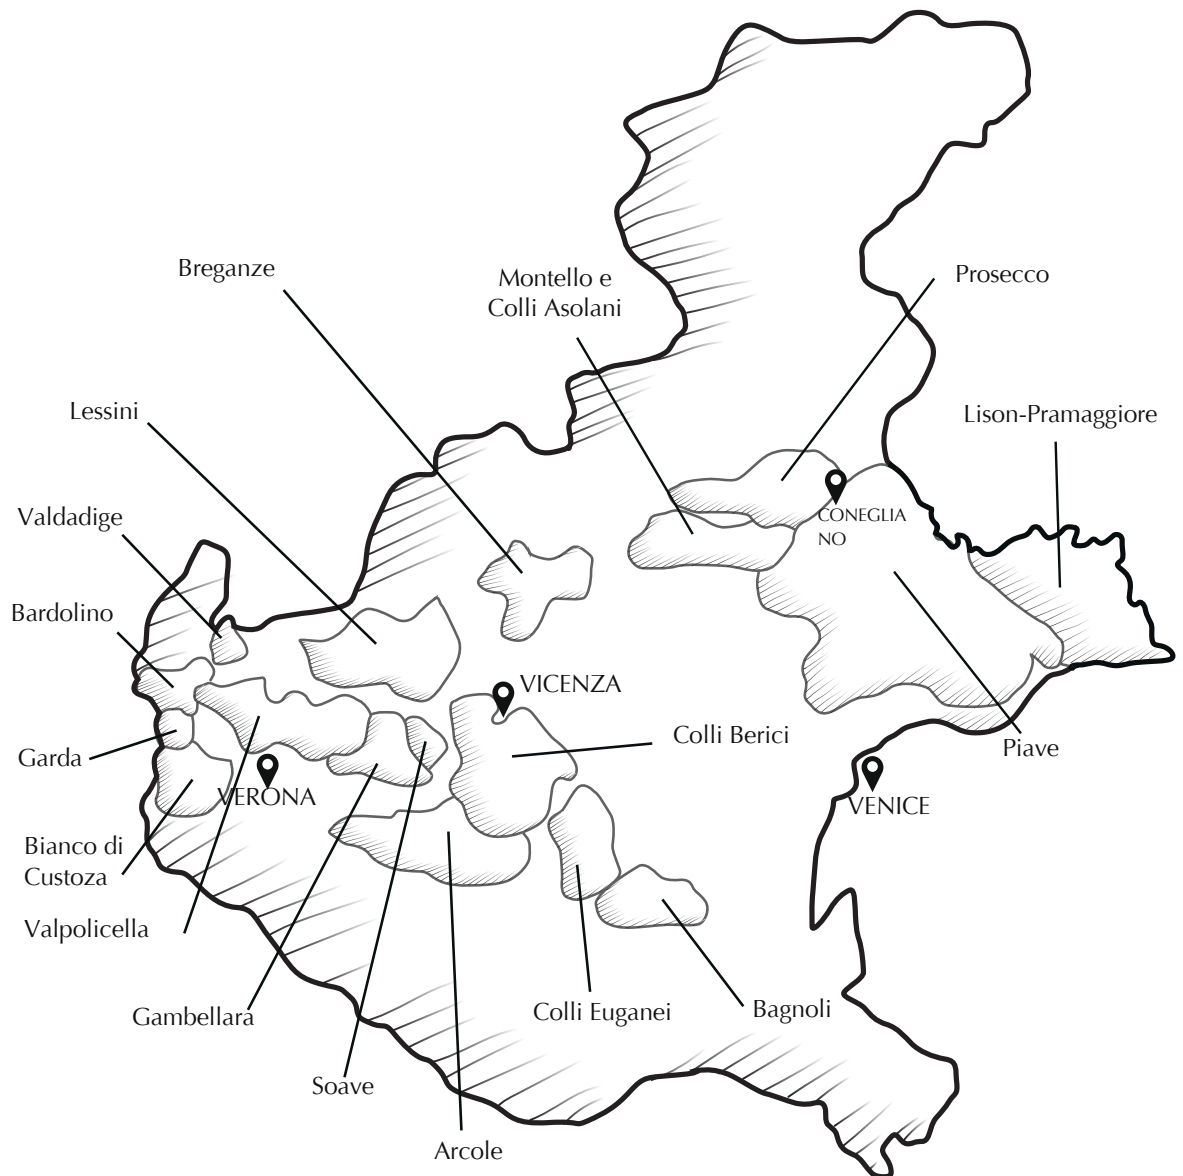 Breganze
Montello e
Colli Asolani
Prosecco
Lessini
Lison-Pramaggiore
Valdadige
CONEGLIA
NO
Bardolino
VICENZA
Colli Berici
Garda
Piave
VERONA
VENICE
Bianco di
Custoza
Valpolicella
Gambellara
Colli Euganei
Bagnoli
Soave
Arcole